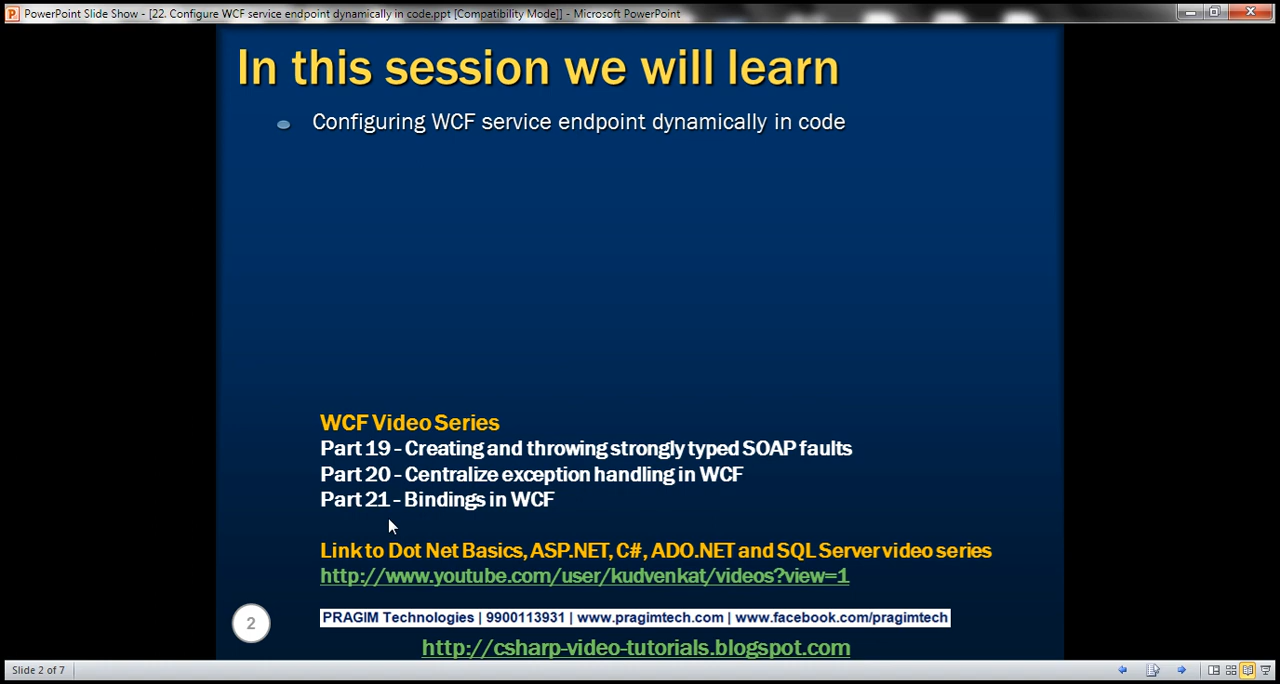 PowerPoint Slide Show - [22. Configure WCF service endpoint dynamically in code.ppt [Compatibility Mode]] - Microsoft PowerPoint
In this session we will learn
Configuring WCF service endpoint dynamically in code
WCF Video Series
Part 19 - Creating and throwing strongly typed SOAP faults
Part 20 - Centralize exception handling in WCF
Part 21 - Bindings in WCF
Link to Dot Net Basics, ASP.NET, C#, ADO.NET and SQL Server video series
http://www.youtube.com/user/kudvenkat/videos?view=1
2
PRAGIM Technologies | 9900113931 | www.pragimtech.com | www.facebook.com/pragimtech
http://csharp-video-tutorials.blogspot.com
Slide 2 of 7